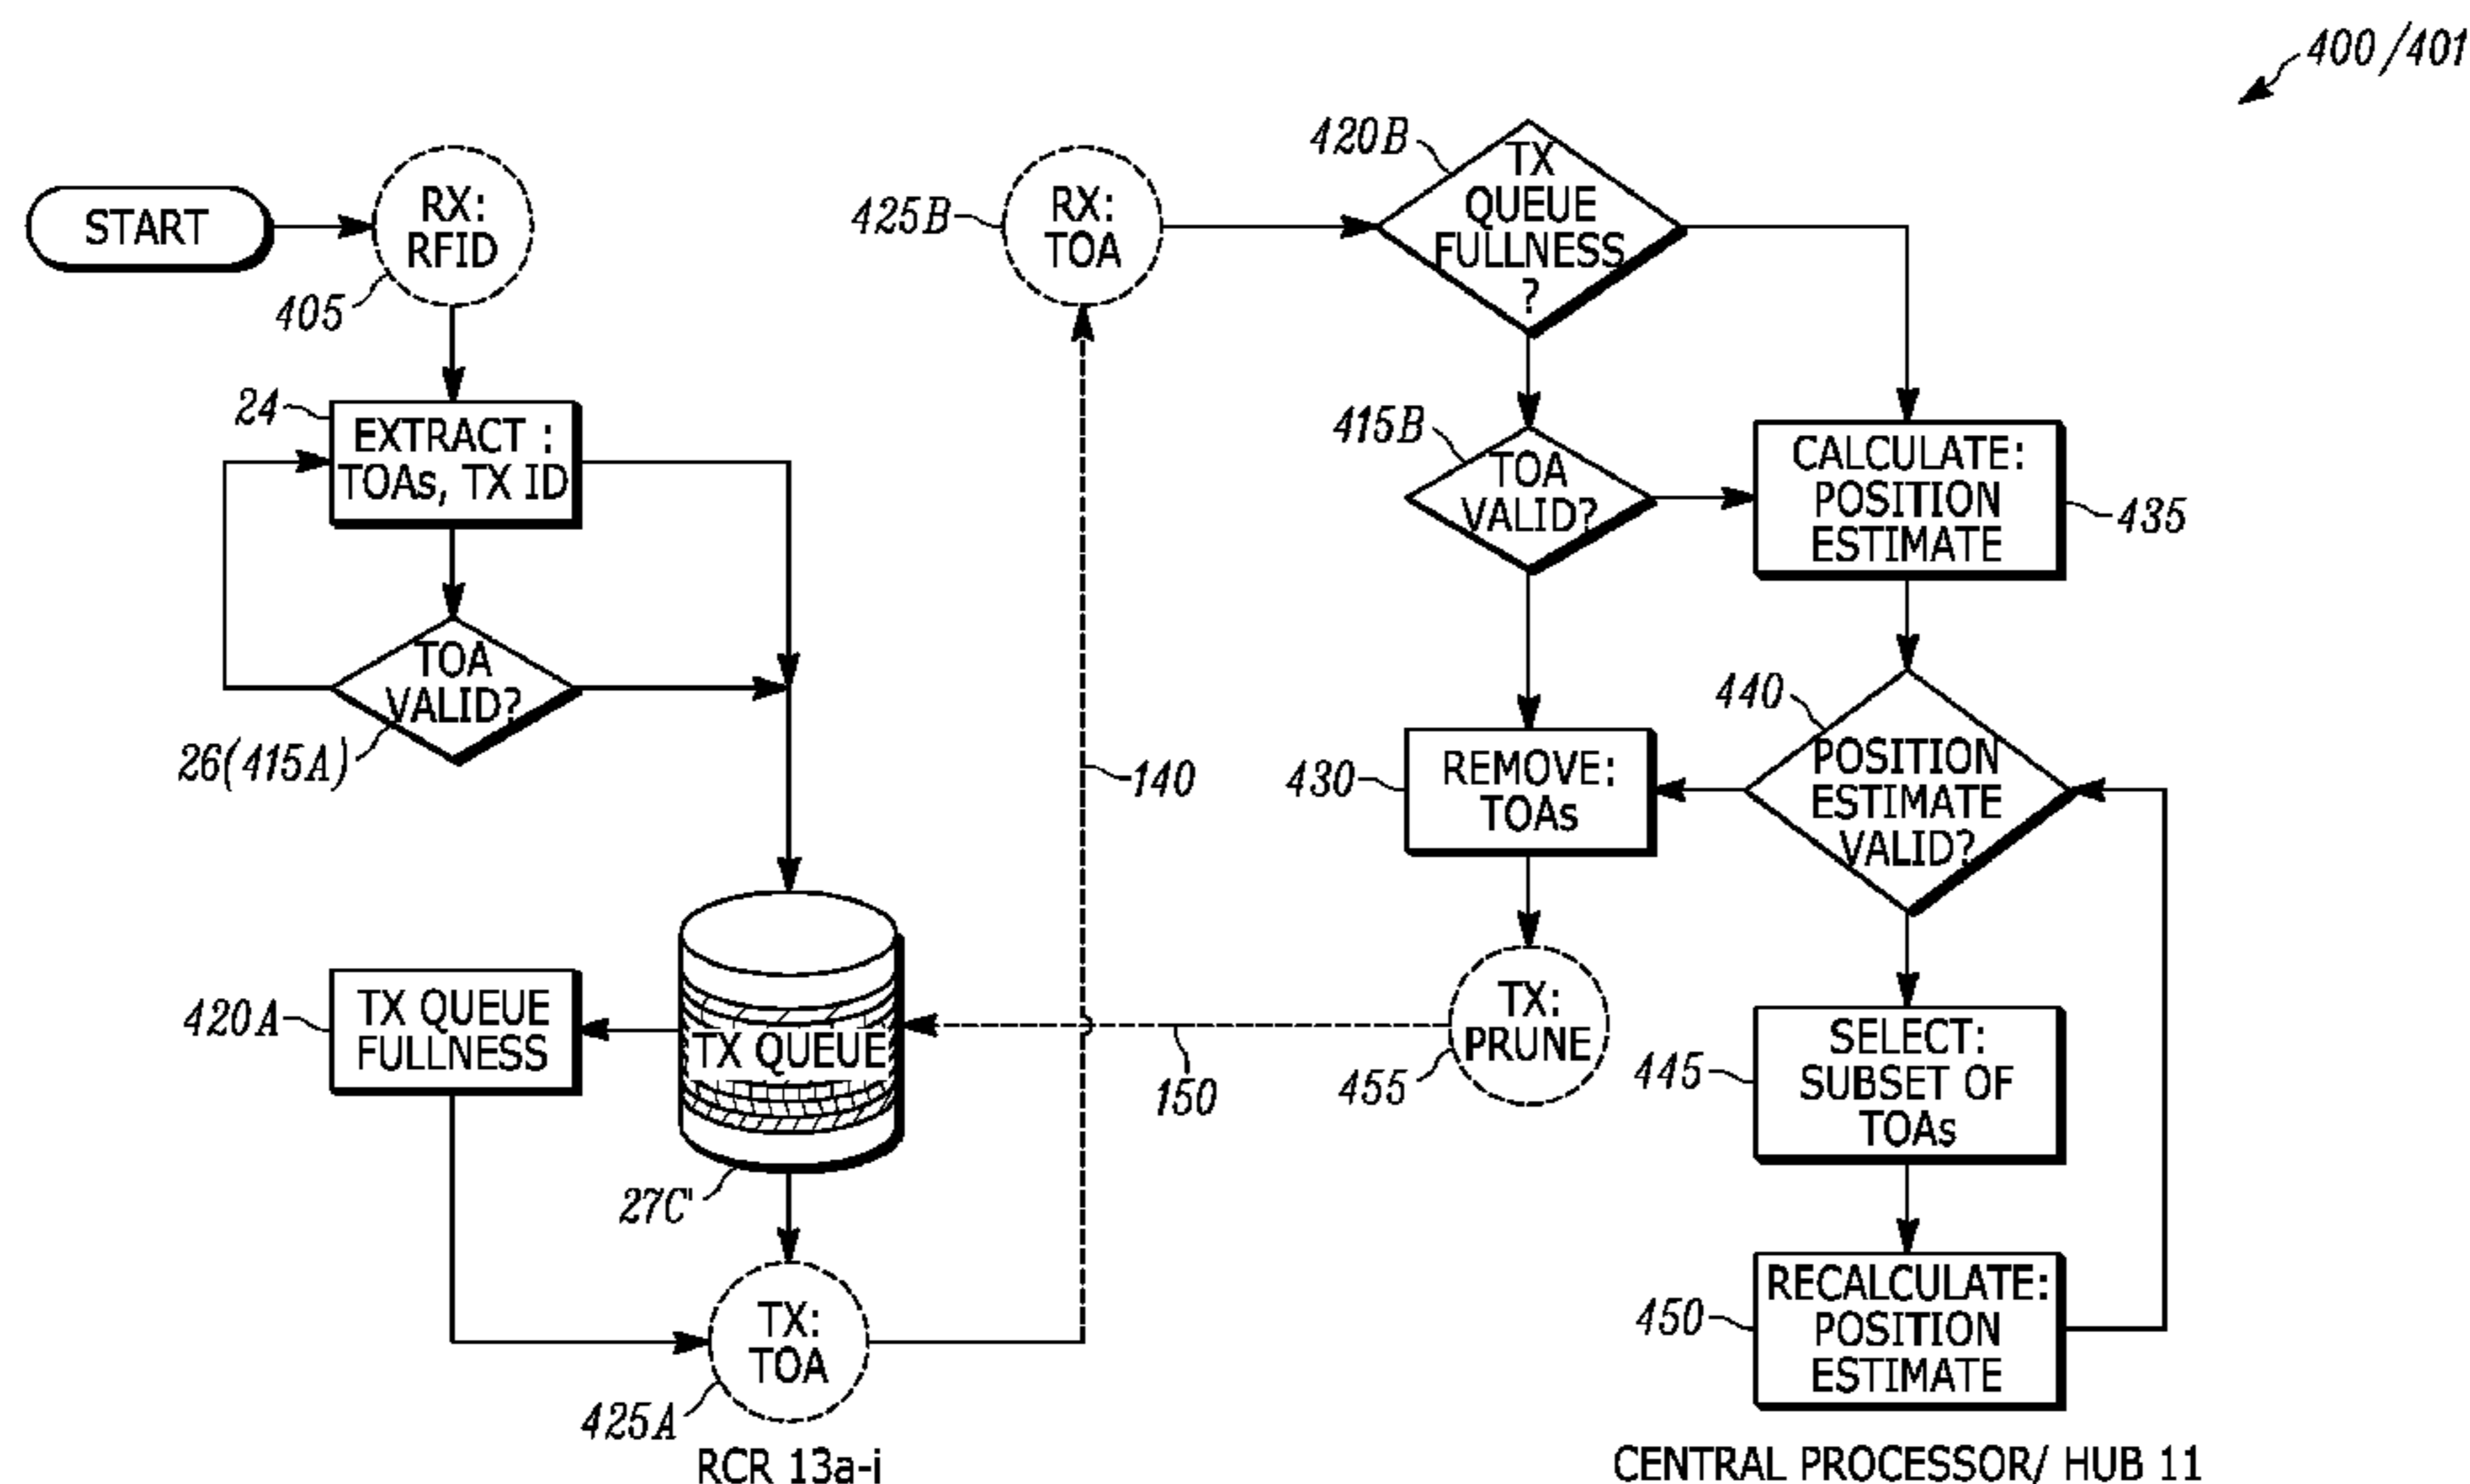 400/401
START
RX:
RFID
405
24
EXTRACT :
TOAs, TX ID
TOA
VALID?
26(415A)
TX QUEUE
FULLNESS
420A
TX QUEUE
27C'
TX:
TOA
425A
RCR 13a-i
425B
RX:
TOA
140
150
420B
TX
QUEUE
FULLNESS
?
415B
TOA
VALID?
CALCULATE:
POSITION
ESTIMATE
435
440
POSITION
ESTIMATE
VALID?
430
REMOVE:
TOAs
TX:
PRUNE
455
445
SELECT:
SUBSET OF
TOAs
450
RECALCULATE:
POSITION
ESTIMATE
CENTRAL PROCESSOR/ HUB 11